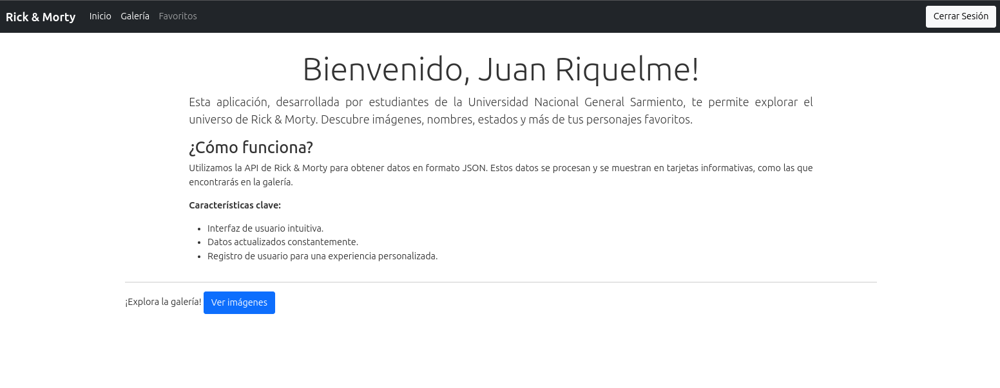 Rick & Morty Inicio Galería Favoritos Cerrar Sesión
Bienvenido, Juan Riquelme!
Esta aplicación, desarrollada por estudiantes de la Universidad Nacional General Sarmiento, te permite explorar el
universo de Rick & Morty. Descubre imágenes, nombres, estados y más de tus personajes favoritos.
¿Cómo funciona?
Utilizamos la API de Rick & Morty para obtener datos en formato JSON. Estos datos se procesan y se muestran en tarjetas informativas, como las que
encontrarás en la galería.
Características clave:
• Interfaz de usuario intuitiva.
• Datos actualizados constantemente.
• Registro de usuario para una experiencia personalizada.
¡Explora la galería! Ver imágenes